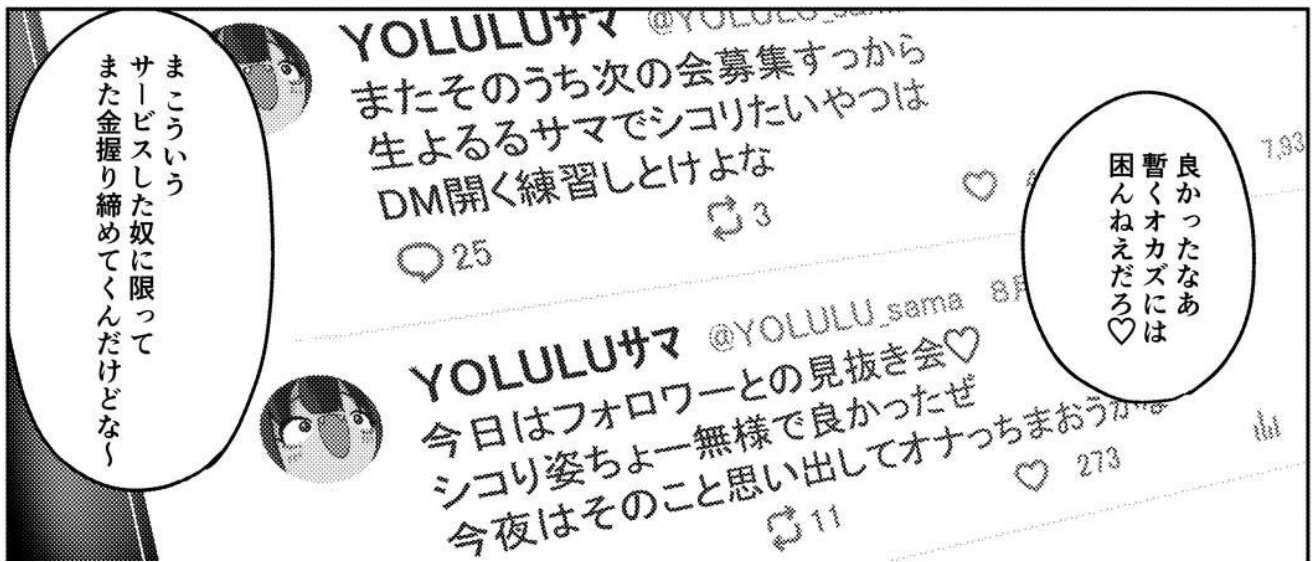 良かったなあ
暫くオカズには
困んねえだろ♡
YOLULUサマ
またそのうち次の会募集すっから
生よるるサマでシコりたいやつは
DM開く練習しとけよな
25
3
7,93
YOLULUサマ @YOLULU_sama 8月
今日はフォロワーとの見抜き会♡
シコり姿ちょー無様で良かったぜ
今夜はそのこと思い出してオナっちまおうかな
11
273
まこういう
サービスした奴に限って
また金握り締めてくんだけどな〜